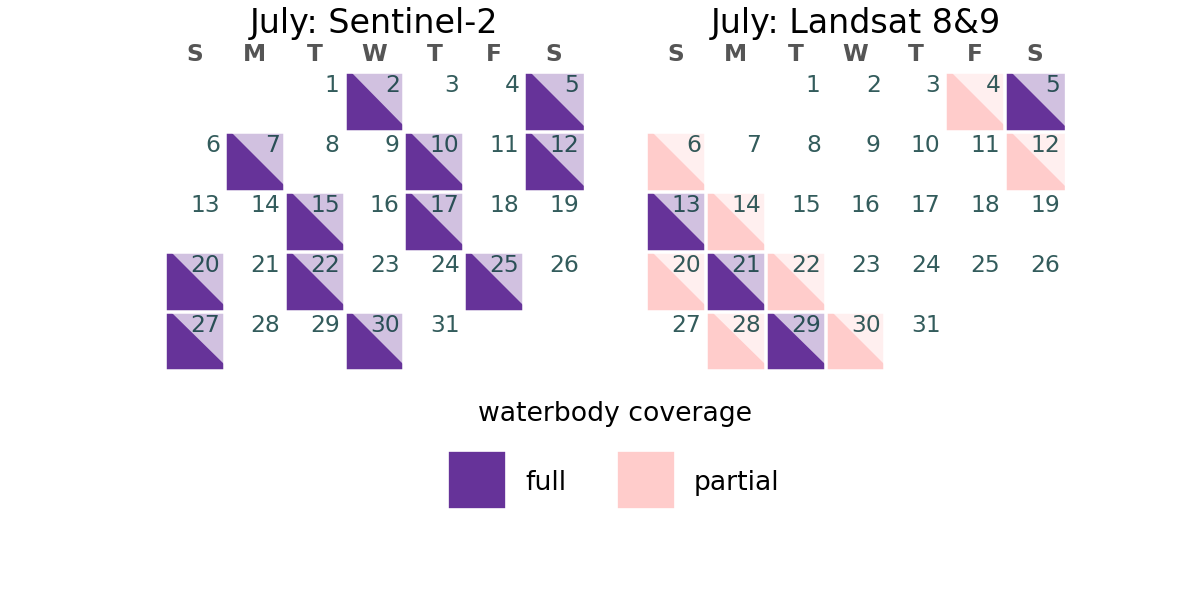 July: Sentinel-2
S M T W T F S
1 2 3 4 5
6 7 8 9 10 11 12
13 14 15 16 17 18 19
20 21 22 23 24 25 26
27 28 29 30 31
July: Landsat 8&9
S M T W T F S
1 2 3 4 5
6 7 8 9 10 11 12
13 14 15 16 17 18 19
20 21 22 23 24 25 26
27 28 29 30 31
waterbody coverage
full
partial